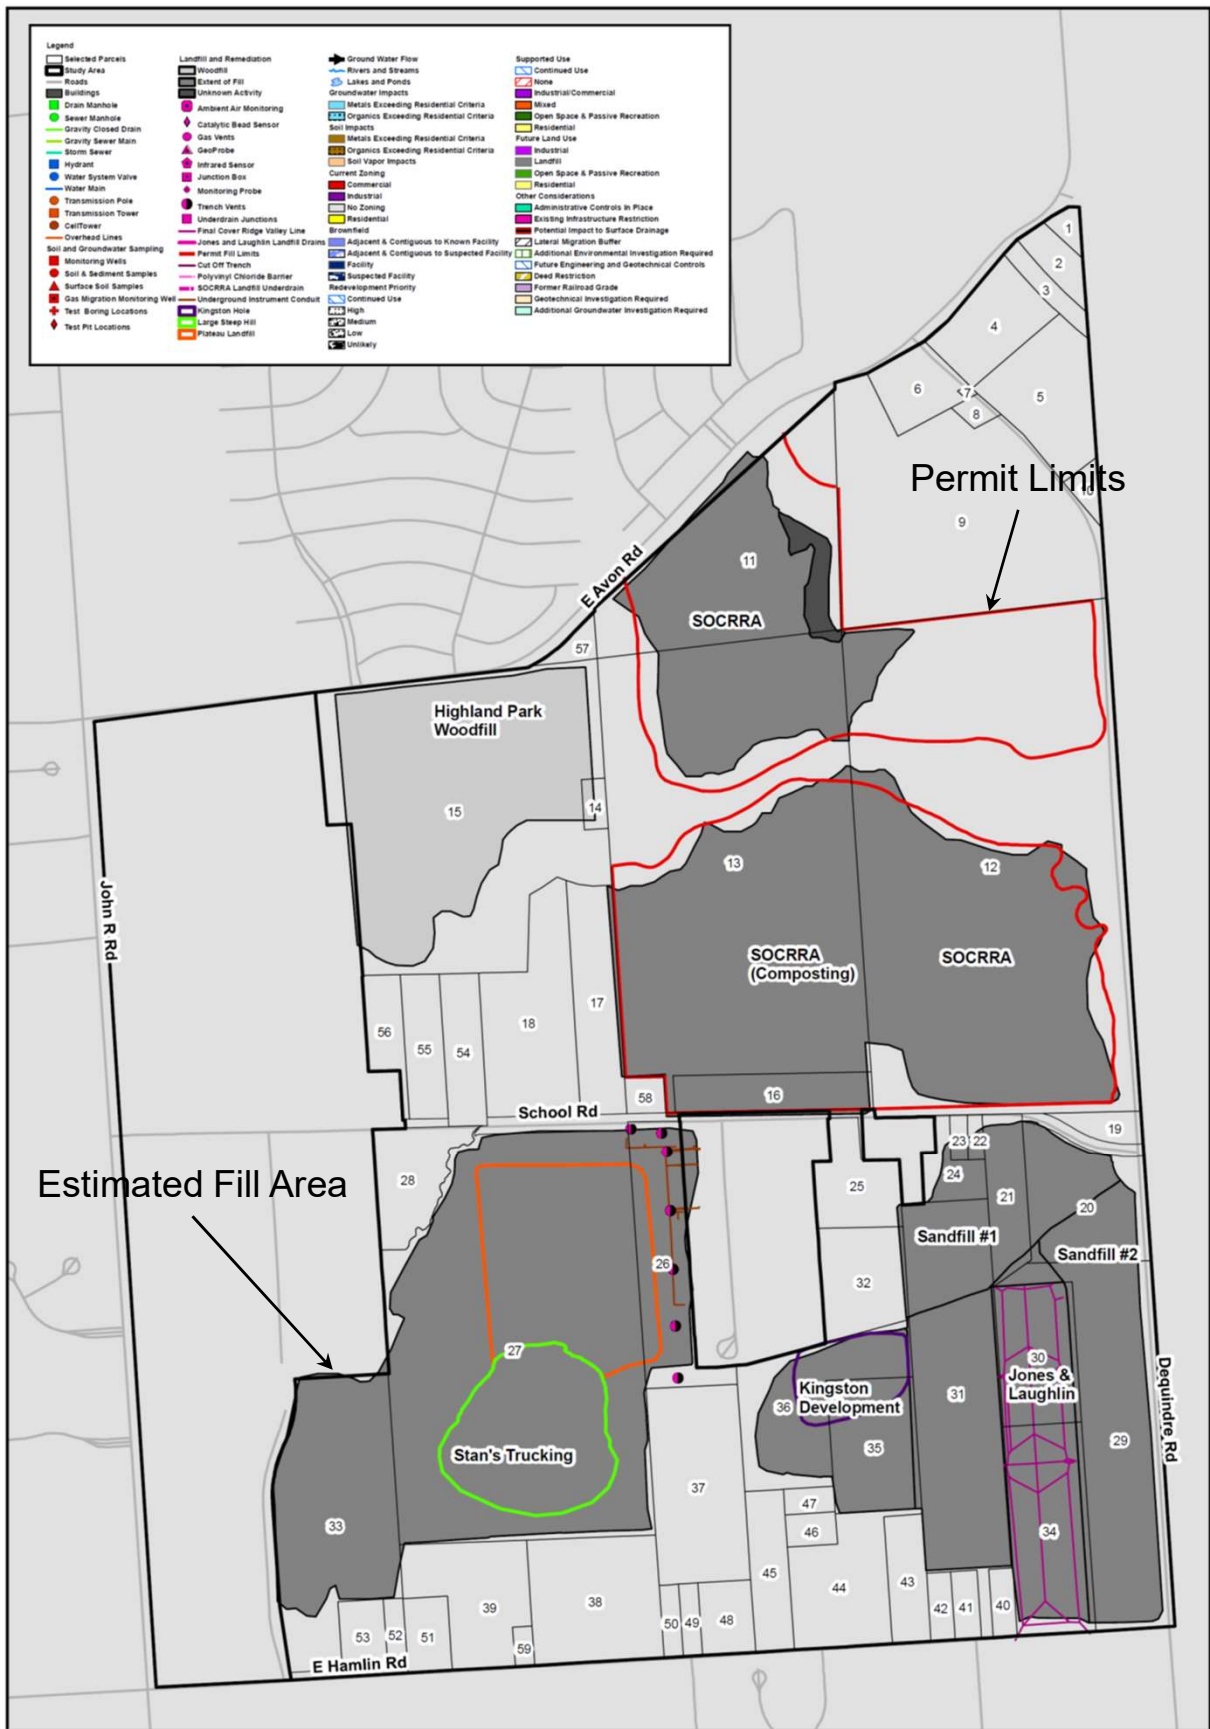 Legend
Selected Parcels
Study Area
Roads
Buildings
Drain Manhole
Sewer Manhole
Gravity Closed Drain
Gravity Sewer Main
Storm Sewer
Hydrant
Water System Valve
Water Main
Transmission Pole
Transmission Tower
CellTower
Overhead Lines
Soil and Groundwater Sampling
Monitoring Wells
Soil & Sediment Samples
Surface Soil Samples
Gas Migration Monitoring Well
Test Boring Locations
Test Pit Locations
Landfill and Remediation
Woodfill
Extent of Fill
Unknown Activity
Ambient Air Monitoring
Catalytic Bead Sensor
Gas Vents
GeoProbe
Infrared Sensor
Junction Box
Monitoring Probe
Trench Vents
Underdrain Junctions
Final Cover Ridge Valley Line
Jones and Laughlin Landfill Drains
Permit Fill Limits
Cut Off Trench
Polyvinyl Chloride Barrier
SOCRRA Landfill Underdrain
Underground Instrument Conduit
Kingston Hole
Large Steep Hill
Plateau Landfill
Ground Water Flow
Rivers and Streams
Lakes and Ponds
Groundwater Impacts
Metals Exceeding Residential Criteria
Organics Exceeding Residential Criteria
Soil Impacts
Metals Exceeding Residential Criteria
Organics Exceeding Residential Criteria
Soil Vapor Impacts
Current Zoning
Commercial
Industrial
No Zoning
Residential
Brownfield
Adjacent & Contiguous to Known Facility
Adjacent & Contiguous to Suspected Facility
Facility
Suspected Facility
Redevelopment Priority
Continued Use
High
Medium
Low
Unlikely
Supported Use
Continued Use
None
Industrial/Commercial
Mixed
Open Space & Passive Recreation
Residential
Future Land Use
Industrial
Landfill
Open Space & Passive Recreation
Residential
Other Considerations
Administrative Controls In Place
Existing Infrastructure Restriction
Potential Impact to Surface Drainage
Lateral Migration Buffer
Additional Environmental Investigation Required
Future Engineering and Geotechnical Controls
Deed Restriction
Former Railroad Grade
Geotechnical Investigation Required
Additional Groundwater Investigation Required
1
2
3
4
5
6
7
8
Permit Limits
10
9
11
E Avon Rd
SOCRRA
57
Highland Park
Woodfill
15
14
13
12
John R Rd
SOCRRA
(Composting)
SOCRRA
17
18
56
55
54
58
16
School Rd
19
23
22
28
24
25
21
20
Estimated Fill Area
Sandfill #1
Sandfill #2
26
32
27
30
Jones &
Laughlin
Dequindre Rd
Kingston
Development
36
31
35
29
Stan's Trucking
37
33
47
46
34
45
44
43
39
38
50
49
48
42
41
40
53
52
51
59
E Hamlin Rd